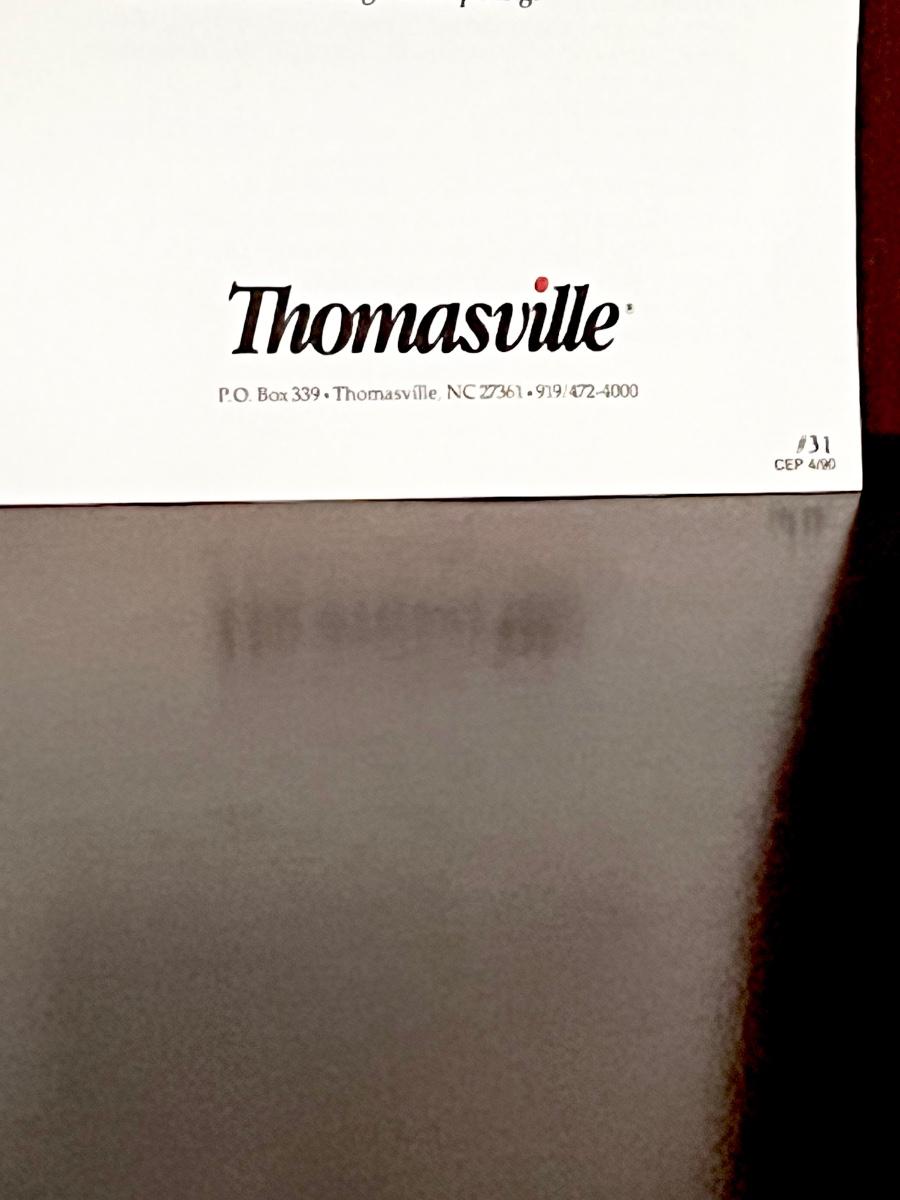 Thomasville
P.O. Box 339 • Thomasville, NC 27361 • 919/472-4000
#31
CEP 4/90